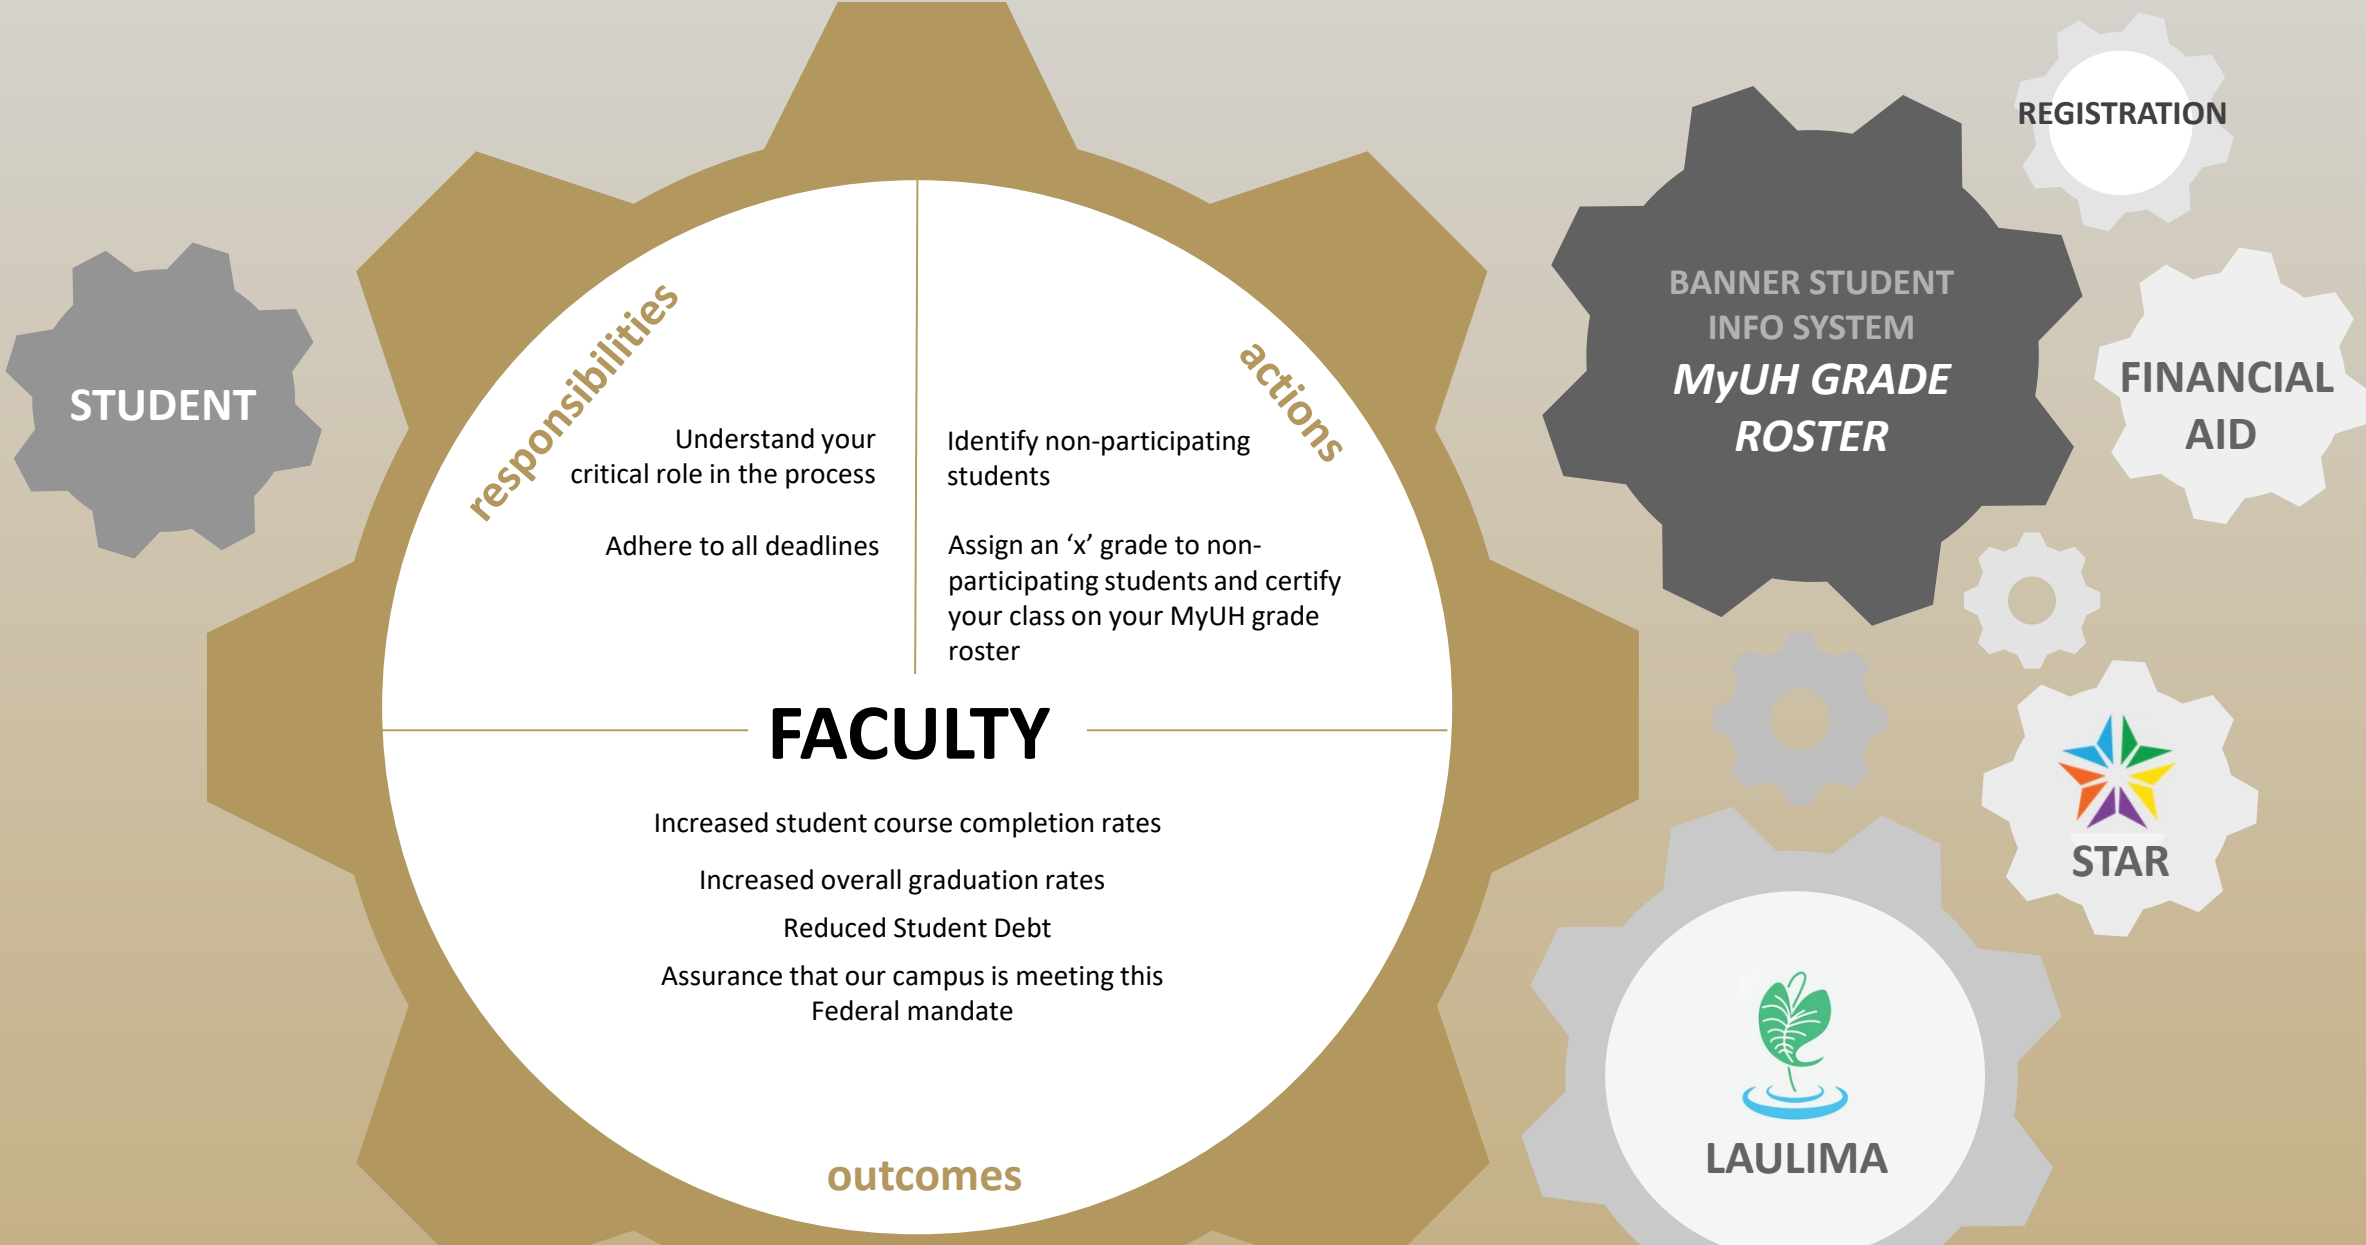 STUDENT
responsibilities
Understand your
critical role in the process
Adhere to all deadlines
actions
Identify non-participating
students
Assign an ‘x’ grade to non-
participating students and certify
your class on your MyUH grade
roster
FACULTY
Increased student course completion rates
Increased overall graduation rates
Reduced Student Debt
Assurance that our campus is meeting this
Federal mandate
outcomes
BANNER STUDENT
INFO SYSTEM
MyUH GRADE
ROSTER
REGISTRATION
FINANCIAL
AID
STAR
LAULIMA